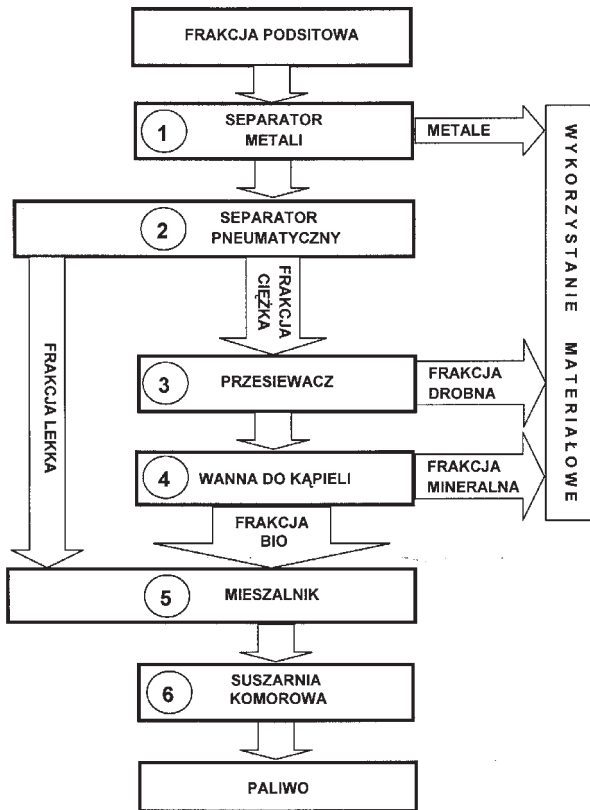 FRAKCJA PODSITOWA
1
SEPARATOR
METALI
METALE
2
SEPARATOR
PNEUMATYCZNY
FRAKCJA
CIĘŻKA
FRAKCJA LEKKA
3
PRZESIEWACZ
FRAKCJA
DROBNA
4
WANNA DO KĄPIELI
FRAKCJA
MINERALNA
WYKORZYSTANIE MATERIAŁOWE
FRAKCJA
BIO
5
MIESZALNIK
6
SUSZARNIA
KOMOROWA
PALIWO